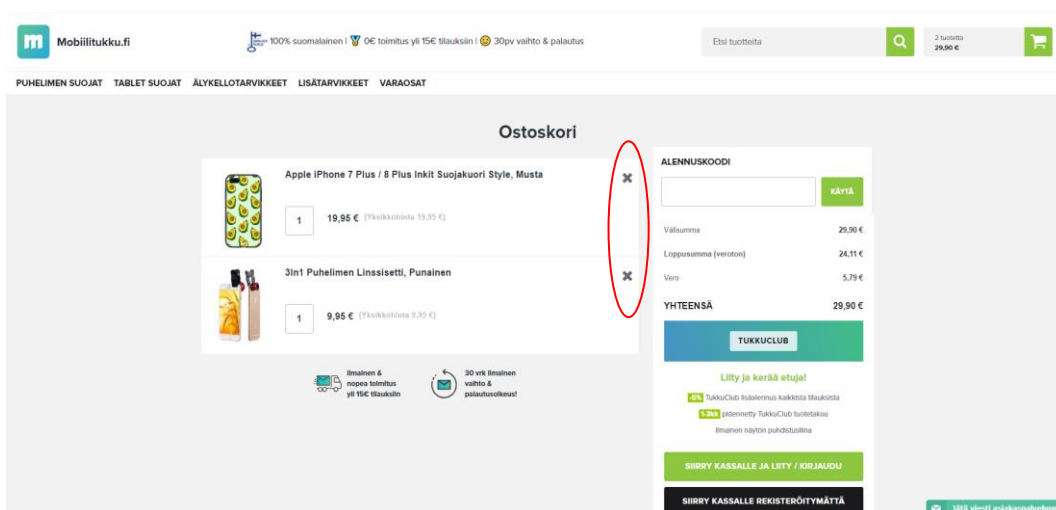 m Mobiilitukku.fi
100% suomalainen | 0€ toimitus yli 15€ tilauksiin | 30pv vaihto & palautus
Etsi tuotteita
2 tuotetta
29,90 €
PUHELIMEN SUOJAT TABLET SUOJAT ÄLYKELLOTARVIKKEET LISÄTARVIKKEET VARAOSAT
Ostoskori
Apple iPhone 7 Plus / 8 Plus Inkit Suojakuori Style, Musta
1 19,95 € (Yksikköhinta 19,95 €)
3in1 Puhelimen Linssisetti, Punainen
1 9,95 € (Yksikköhinta 9,95 €)
Ilmainen &
nopea toimitus
yli 15€ tilauksiin
30 vrk ilmainen
vaihto &
palautusoikeus!
ALENNUSKOODI
KÄYTÄ
Välisumma 29,90 €
Loppusumma (veroton) 24,11 €
Vero 5,79 €
YHTEENSÄ 29,90 €
TUKKUCLUB
Liity ja kerää etuja!
-5% TukkuClub lisäalennus kaikista tilauksista
1-3kk pidennetty TukkuClub tuotetakuu
Ilmainen näytön puhdistusliina
SIIRRY KASSALLE JA LIITY / KIRJAUDU
SIIRRY KASSALLE REKISTERÖITYMÄTTÄ
Jätä viesti